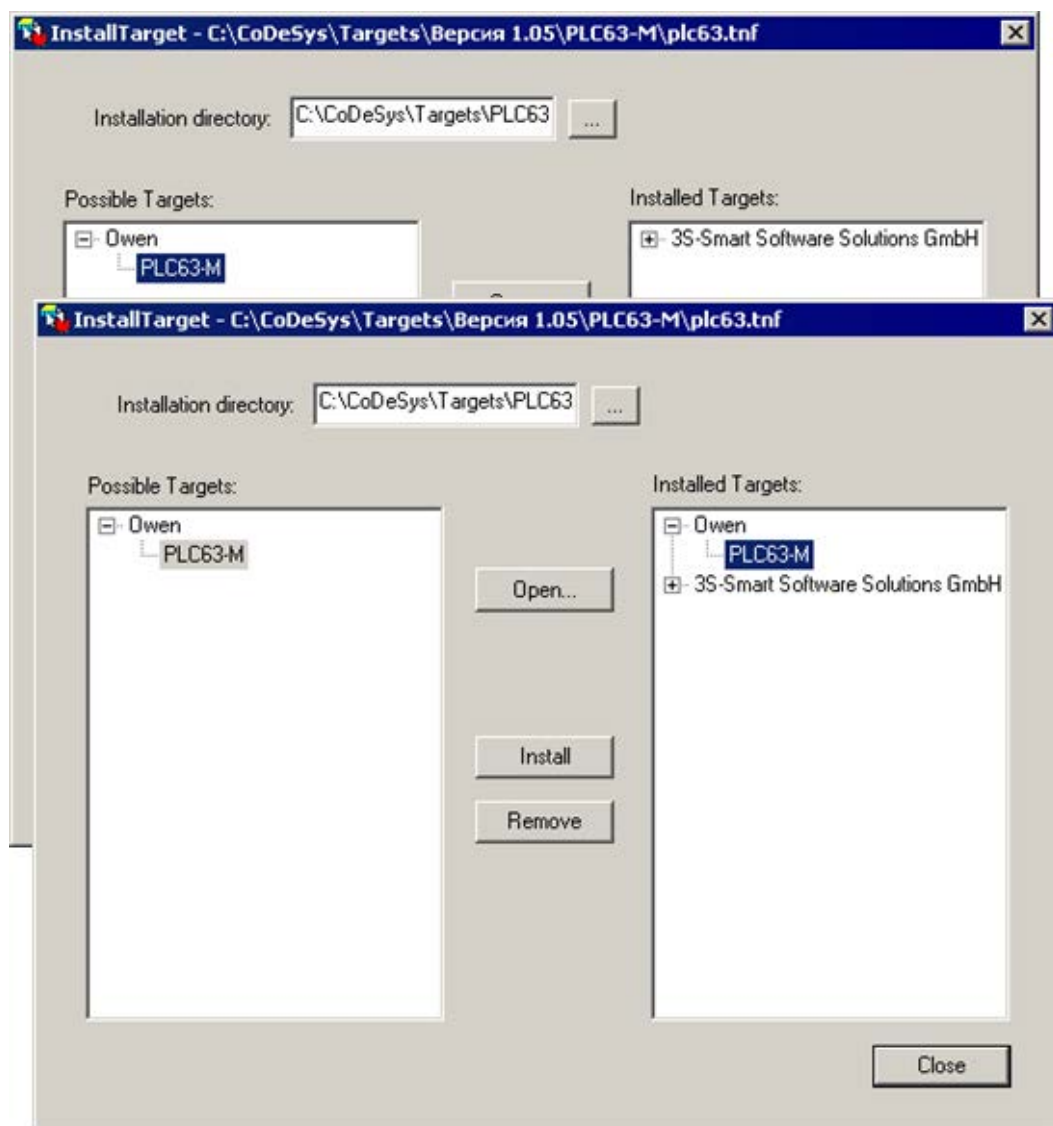 InstallTarget - C:\CoDeSys\Targets\Версия 1.05\PLC63-M\plc63.tnf
Installation directory: C:\CoDeSys\Targets\PLC63 ...
Possible Targets: Installed Targets:
Owen 3S-Smart Software Solutions GmbH
PLC63-M
InstallTarget - C:\CoDeSys\Targets\Версия 1.05\PLC63-M\plc63.tnf
Installation directory: C:\CoDeSys\Targets\PLC63 ...
Possible Targets: Installed Targets:
Owen Owen
PLC63-M PLC63-M
Open... 3S-Smart Software Solutions GmbH
Install
Remove
Close